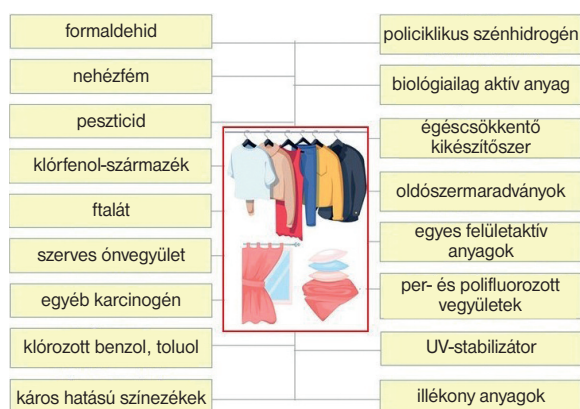 formaldehid
nehézfém
peszticid
klórfenol-származék
ftalát
szerves ónvegyület
egyéb karcinogén
klórozott benzol, toluol
káros hatású színezékek
policiklikus szénhidrogén
biológiailag aktív anyag
égéscsökkentő
kikészítőszer
oldószermaradványok
egyes felületaktív
anyagok
per- és polifluorozott
vegyületek
UV-stabilizátor
illékony anyagok